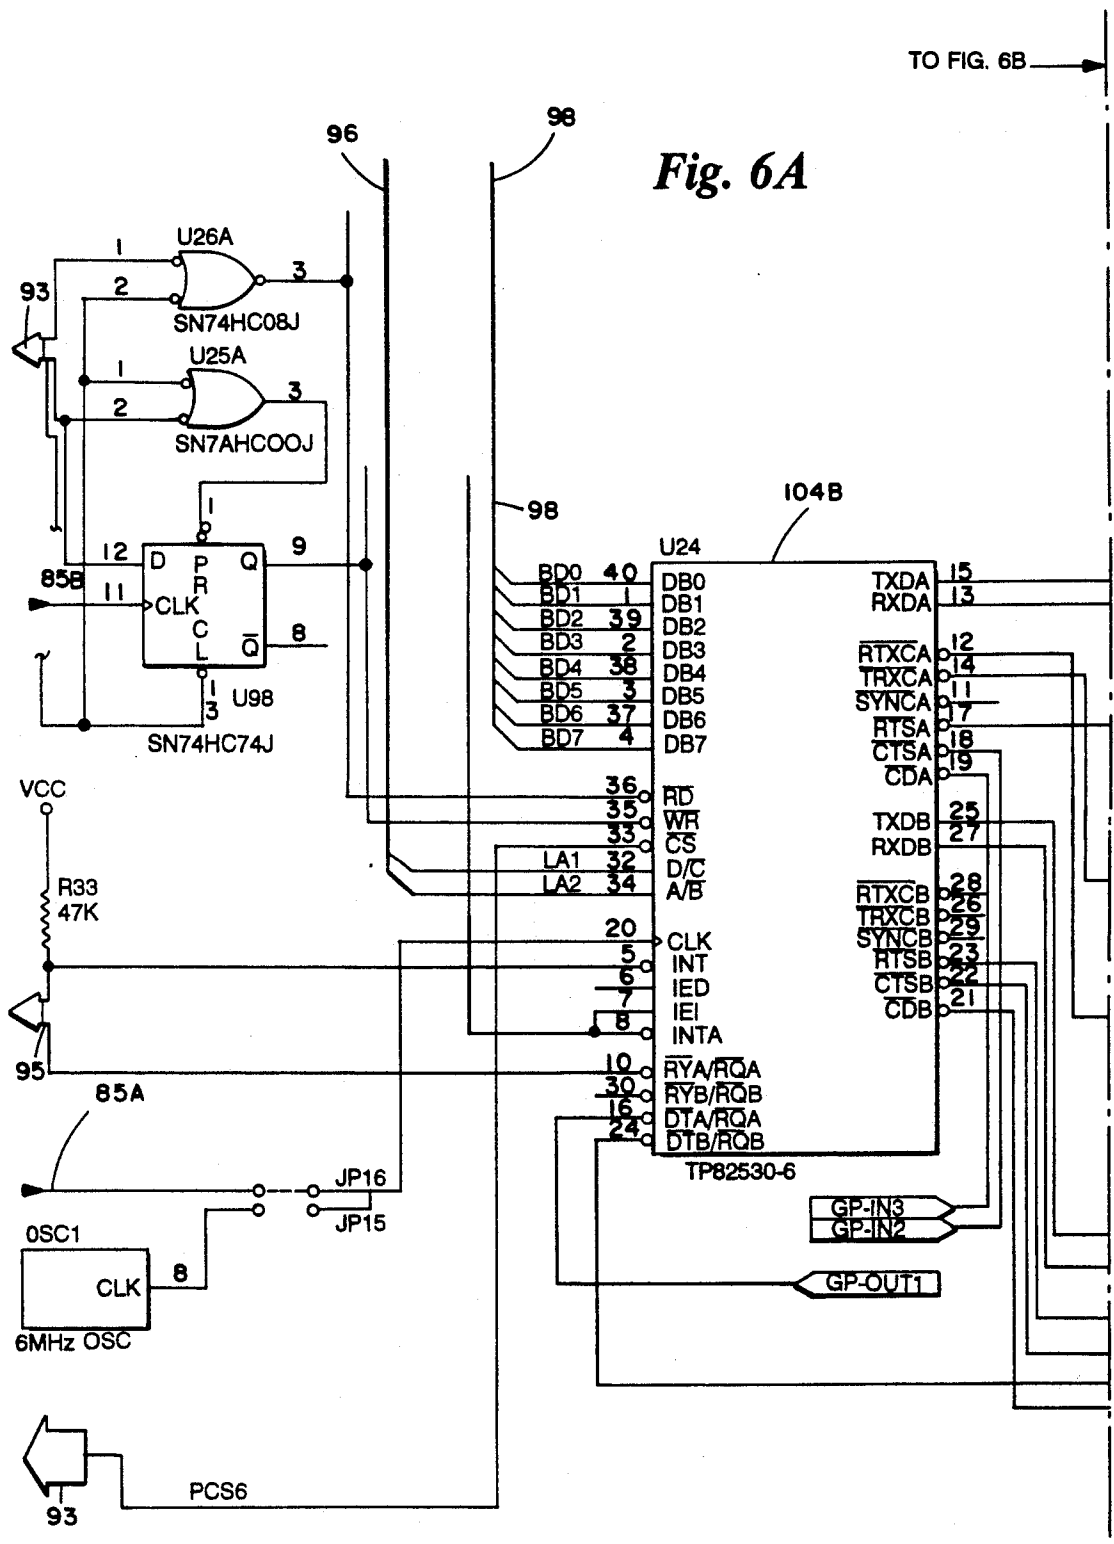 TO FIG. 6B
Fig. 6A
96
98
U26A
1
2
3
93
SN74HC08J
U25A
1
2
3
SN7AHCOOJ
98
104B
1
12
D
P
R
Q
9
85B
11
CLK
C
L
Q
8
1
3
U98
SN74HC74J
U24
BD0 40 DB0
BD1 1 DB1
BD2 39 DB2
BD3 2 DB3
BD4 38 DB4
BD5 3 DB5
BD6 37 DB6
BD7 4 DB7
36 RD
35 WR
33 CS
LA1 32 D/C
LA2 34 A/B
20 CLK
5 INT
6 IED
7 IEI
8 INTA
10 RYA/RQA
30 RYB/RQB
16 DTA/RQA
24 DTB/RQB
TXDA 15
RXDA 13
RTXCA 12
TRXCA 14
SYNCA 11
RTSA 17
CTSA 18
CDA 19
TXDB 25
RXDB 27
RTXCB 28
TRXCB 26
SYNCB 29
RTSB 23
CTSB 22
CDB 21
TP82530-6
VCC
R33
47K
95
85A
JP16
JP15
OSC1
CLK
8
6MHz OSC
GP-IN3
GP-IN2
GP-OUT1
PCS6
93